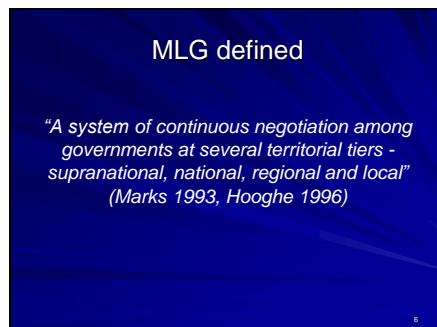 MLG defined
“A system of continuous negotiation among
governments at several territorial tiers -
supranational, national, regional and local”
(Marks 1993, Hooghe 1996)
6